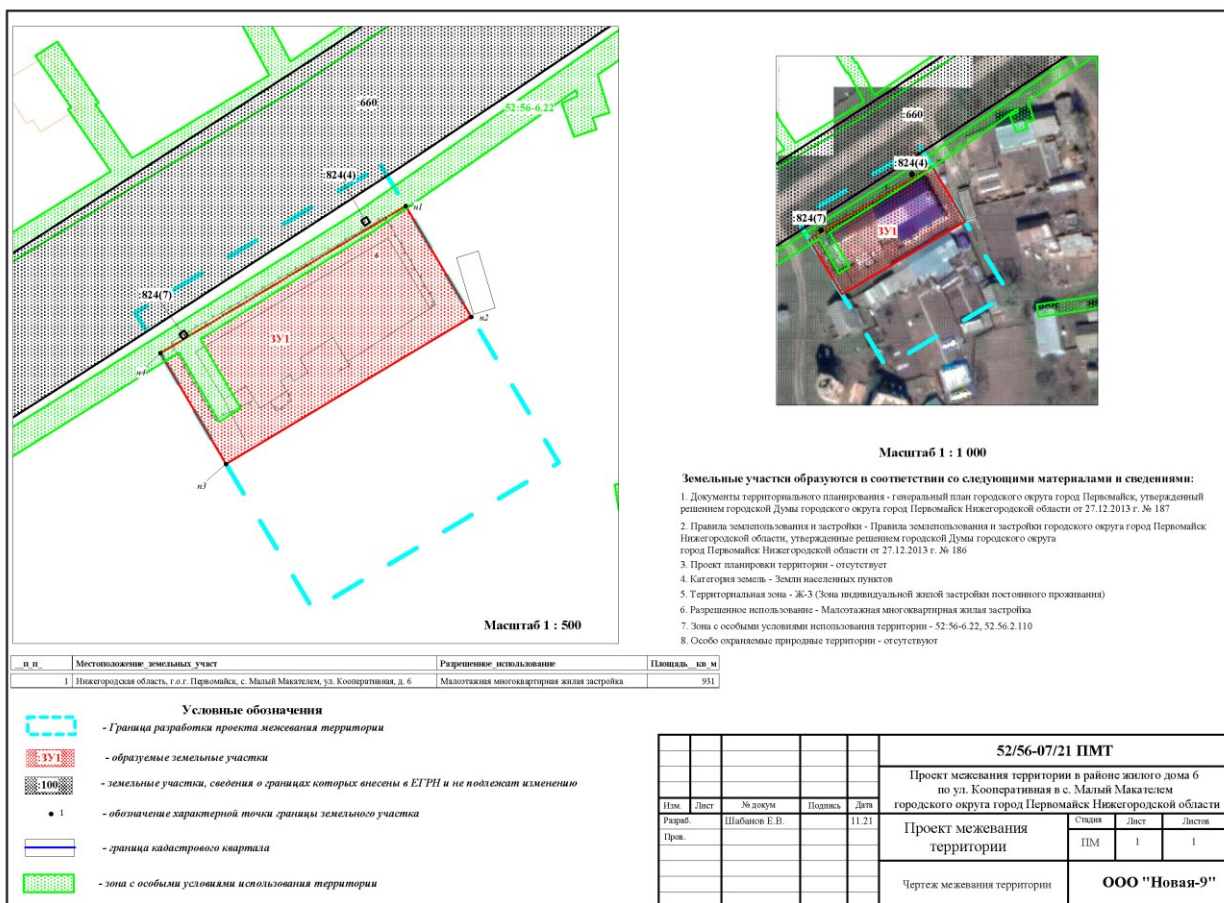 :660
52:56-6.22
:824(4)
н1
6
:824(7)
ЗУ1
н2
н4
н3
Масштаб 1 : 500
:660
:824(4)
:824(7)
ЗУ1
Масштаб 1 : 1 000
Земельные участки образуются в соответствии со следующими материалами и сведениями:
1. Документы территориального планирования - генеральный план городского округа город Первомайск, утвержденный
решением городской Думы городского округа город Первомайск Нижегородской области от 27.12.2013 г. № 187
2. Правила землепользования и застройки - Правила землепользования и застройки городского округа город Первомайск
Нижегородской области, утвержденные решением городской Думы городского округа
город Первомайск Нижегородской области от 27.12.2013 г. № 186
3. Проект планировки территории - отсутствует
4. Категория земель - Земли населенных пунктов
5. Территориальная зона - Ж-3 (Зона индивидуальной жилой застройки постоянного проживания)
6. Разрешенное использование - Малоэтажная многоквартирная жилая застройка
7. Зона с особыми условиями использования территории - 52:56-6.22, 52.56.2.110
8. Особо охраняемые природные территории - отсутствуют
__п_п_ Местоположение_земельных_участ Разрешенное_использование Площадь__кв_м
1 Нижегородская область, г.о.г. Первомайск, с. Малый Макателем, ул. Кооперативная, д. 6 Малоэтажная многоквартирная жилая застройка 931
Условные обозначения
- Граница разработки проекта межевания территории
:ЗУ1 - образуемые земельные участки
:100 - земельные участки, сведения о границах которых внесены в ЕГРН и не подлежат изменению
• 1 - обозначение характерной точки границы земельного участка
- граница кадастрового квартала
- зона с особыми условиями использования территории
52/56-07/21 ПМТ
Проект межевания территории в районе жилого дома 6
по ул. Кооперативная в с. Малый Макателем
городского округа город Первомайск Нижегородской области
Изм. Лист № докум Подпись Дата
Разраб. Шабанов Е.В. 11.21
Пров.
Проект межевания
территории
Стадия Лист Листов
ПМ 1 1
Чертеж межевания территории
ООО "Новая-9"